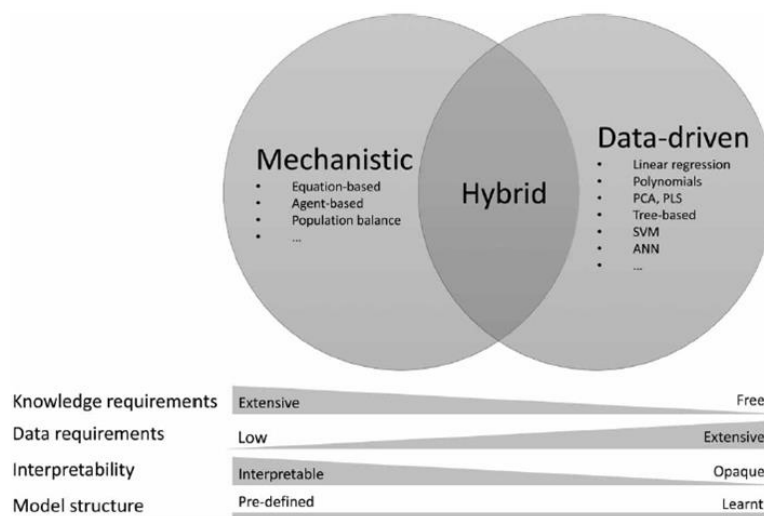 Mechanistic
• Equation-based
• Agent-based
• Population balance
• ...
Hybrid
Data-driven
• Linear regression
• Polynomials
• PCA, PLS
• Tree-based
• SVM
• ANN
• ...
Knowledge requirements Extensive Free
Data requirements Low Extensive
Interpretability Interpretable Opaque
Model structure Pre-defined Learnt